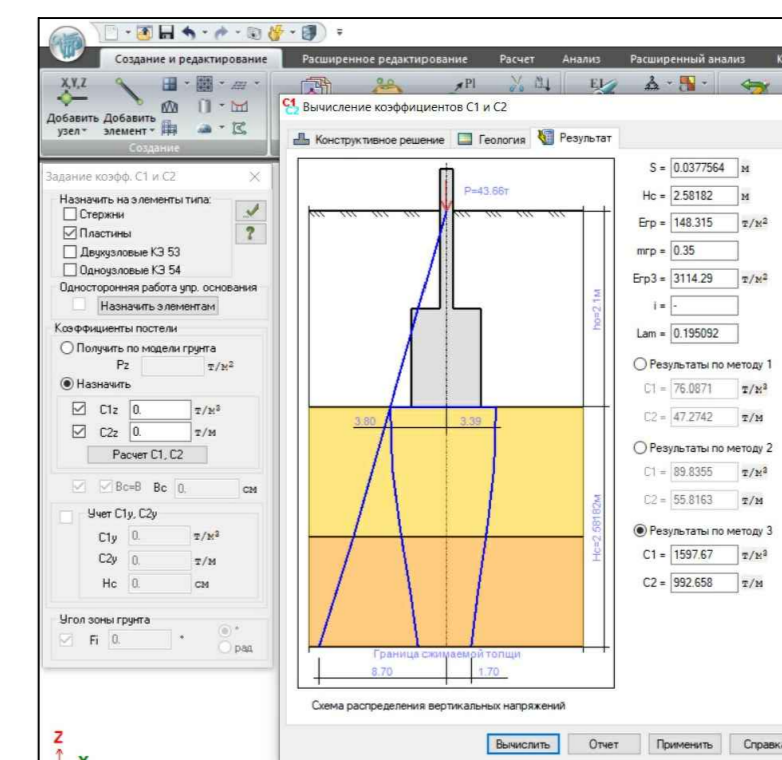 Создание и редактирование
Расширенное редактирование
Расчет
Анализ
Расширенный анализ
X,Y,Z
Добавить узел
Добавить элемент
Создание
Вычисление коэффициентов C1 и C2
Конструктивное решение
Геология
Результат
Задание коэфф. C1 и C2
Назначить на элементы типа:
Стержни
Пластины
Двухузловые КЭ 53
Одноузловые КЭ 54
Односторонняя работа упр. основания
Назначить элементам
Коэффициенты постели
Получить по модели грунта
Pz т/м²
Назначить
C1z 0. т/м³
C2z 0. т/м
Расчет C1, C2
Bc=B Bc 0. см
Учет C1y, C2y
C1y 0. т/м³
C2y 0. т/м
Hc 0. см
Угол зоны грунта
Fi 0. °
°
рад
P=43.66т
ho=2.1м
3.80 3.39
Hc=2.58182м
Граница сжимаемой толщи
8.70 1.70
Схема распределения вертикальных напряжений
S = 0.0377564 м
Hc = 2.58182 м
Eгр = 148.315 т/м²
mгр = 0.35
Eгр3 = 3114.29 т/м²
i = -
Lam = 0.195092
Результаты по методу 1
C1 = 76.0871 т/м³
C2 = 47.2742 т/м
Результаты по методу 2
C1 = 89.8355 т/м³
C2 = 55.8163 т/м
Результаты по методу 3
C1 = 1597.67 т/м³
C2 = 992.658 т/м
Вычислить
Отчет
Применить
Z